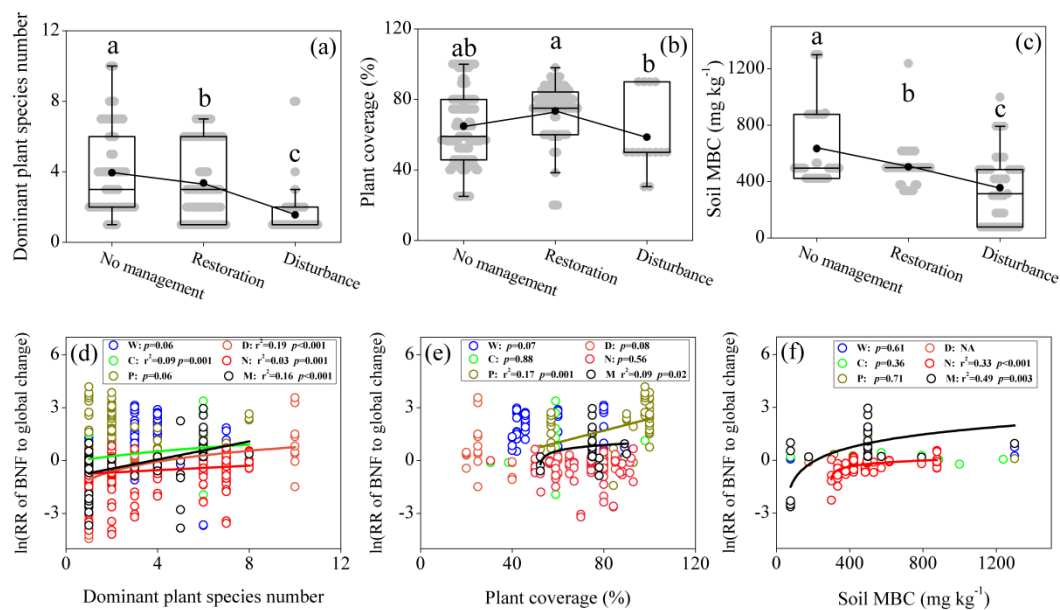 12
8
4
0
Dominant plant species number
a
b
c
(a)
No management
Restoration
Disturbance
120
80
40
0
Plant coverage (%)
ab
a
b
(b)
No management
Restoration
Disturbance
1200
800
400
0
Soil MBC (mg kg⁻¹)
a
b
c
(c)
No management
Restoration
Disturbance
6
3
0
-3
ln(RR of BNF to global change)
(d)
W: p=0.06
D: r²=0.19 p<0.001
C: r²=0.09 p=0.001
N: r²=0.03 p=0.001
P: p=0.06
M: r²=0.16 p<0.001
0 4 8 12
Dominant plant species number
6
3
0
-3
ln(RR of BNF to global change)
(e)
W: p=0.07
D: p=0.08
C: p=0.88
N: p=0.56
P: r²=0.17 p=0.001
M: r²=0.09 p=0.02
0 20 40 60 80 100 120
Plant coverage (%)
6
3
0
-3
ln(RR of BNF to global change)
(f)
W: p=0.61
D: NA
C: p=0.36
N: r²=0.33 p<0.001
P: p=0.71
M: r²=0.49 p=0.003
0 400 800 1200
Soil MBC (mg kg⁻¹)